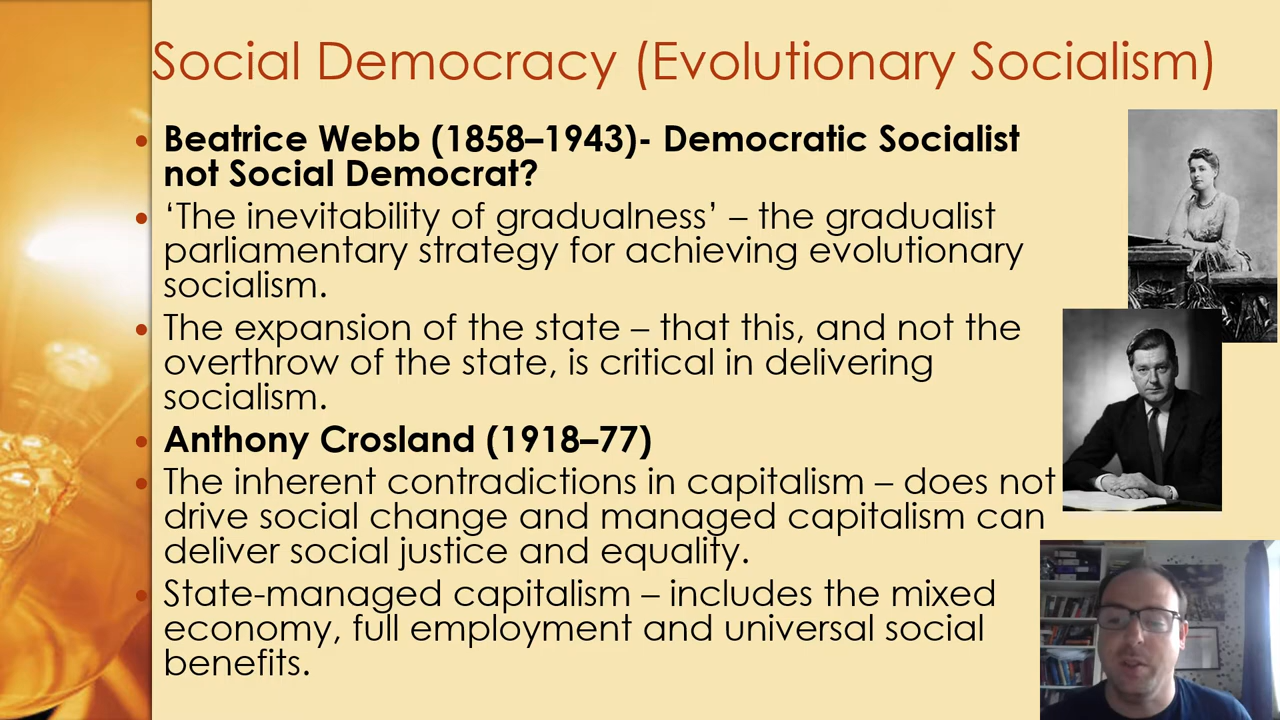 Social Democracy (Evolutionary Socialism)
• Beatrice Webb (1858–1943)- Democratic Socialist
not Social Democrat?
• ‘The inevitability of gradualness’ – the gradualist
parliamentary strategy for achieving evolutionary
socialism.
• The expansion of the state – that this, and not the
overthrow of the state, is critical in delivering
socialism.
• Anthony Crosland (1918–77)
• The inherent contradictions in capitalism – does not
drive social change and managed capitalism can
deliver social justice and equality.
• State-managed capitalism – includes the mixed
economy, full employment and universal social
benefits.